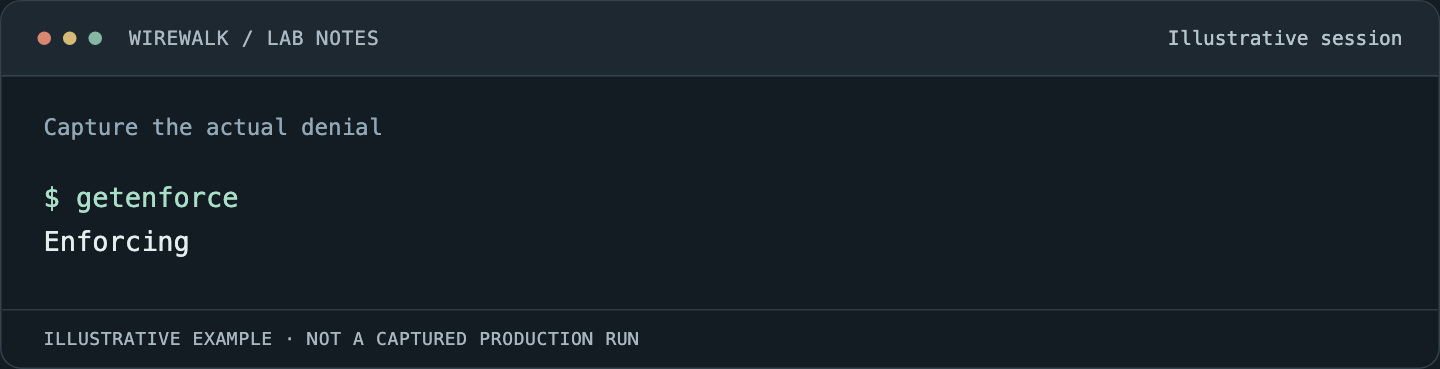 WIREWALK / LAB NOTES
Illustrative session
Capture the actual denial
$ getenforce
Enforcing
ILLUSTRATIVE EXAMPLE · NOT A CAPTURED PRODUCTION RUN